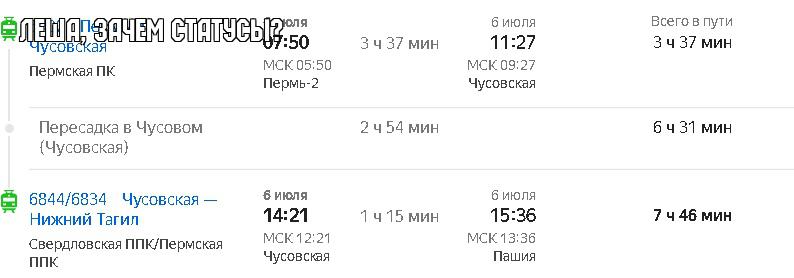 ЛЕША, ЗАЧЕМ СТАТУСЫ?
Чусовская
Пермская ПК
6 июля
07:50
МСК 05:50
Пермь-2
3 ч 37 мин
6 июля
11:27
МСК 09:27
Чусовская
Всего в пути
3 ч 37 мин
Пересадка в Чусовом
(Чусовская)
2 ч 54 мин
6 ч 31 мин
6844/6834 Чусовская —
Нижний Тагил
Свердловская ППК/Пермская
ППК
6 июля
14:21
МСК 12:21
Чусовская
1 ч 15 мин
6 июля
15:36
МСК 13:36
Пашия
7 ч 46 мин